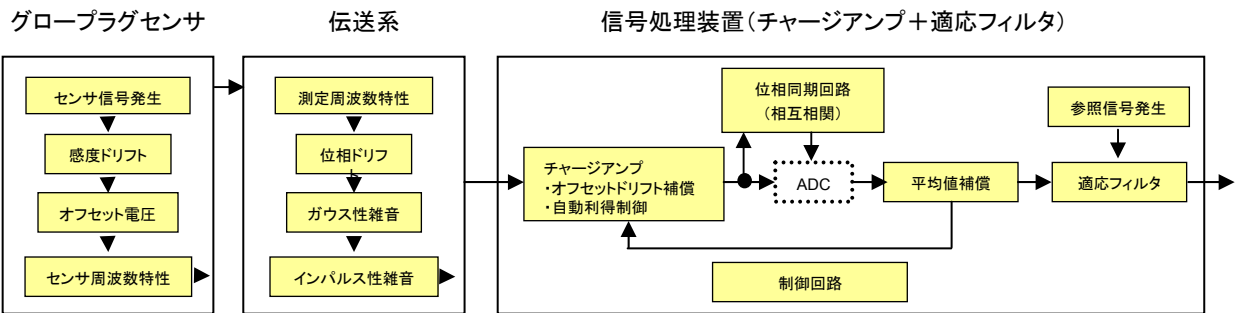 グロープラグセンサ
伝送系
信号処理装置(チャージアンプ+適応フィルタ)
センサ信号発生
感度ドリフト
オフセット電圧
センサ周波数特性
測定周波数特性
位相ドリフ
ガウス性雑音
インパルス性雑音
チャージアンプ
・オフセットドリフト補償
・自動利得制御
位相同期回路
(相互相関)
ADC
平均値補償
参照信号発生
適応フィルタ
制御回路